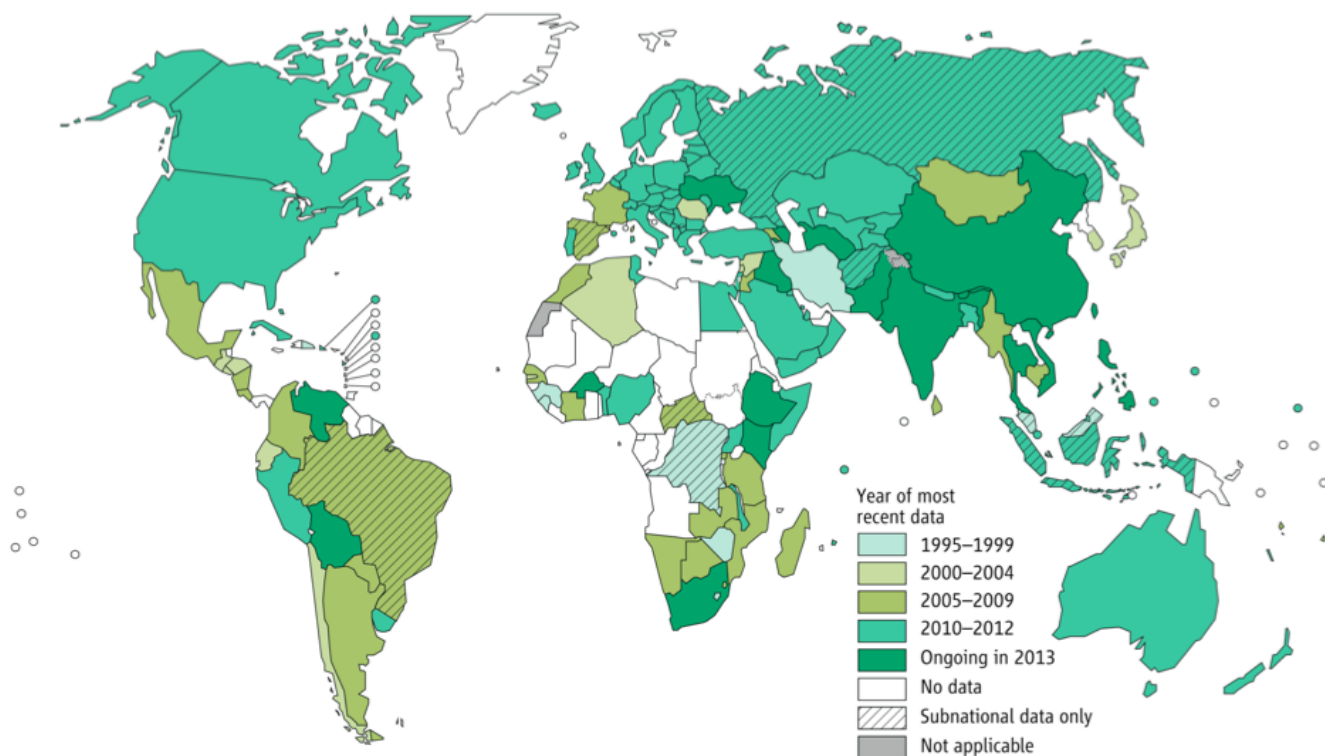 Year of most
recent data
1995–1999
2000–2004
2005–2009
2010–2012
Ongoing in 2013
No data
Subnational data only
Not applicable